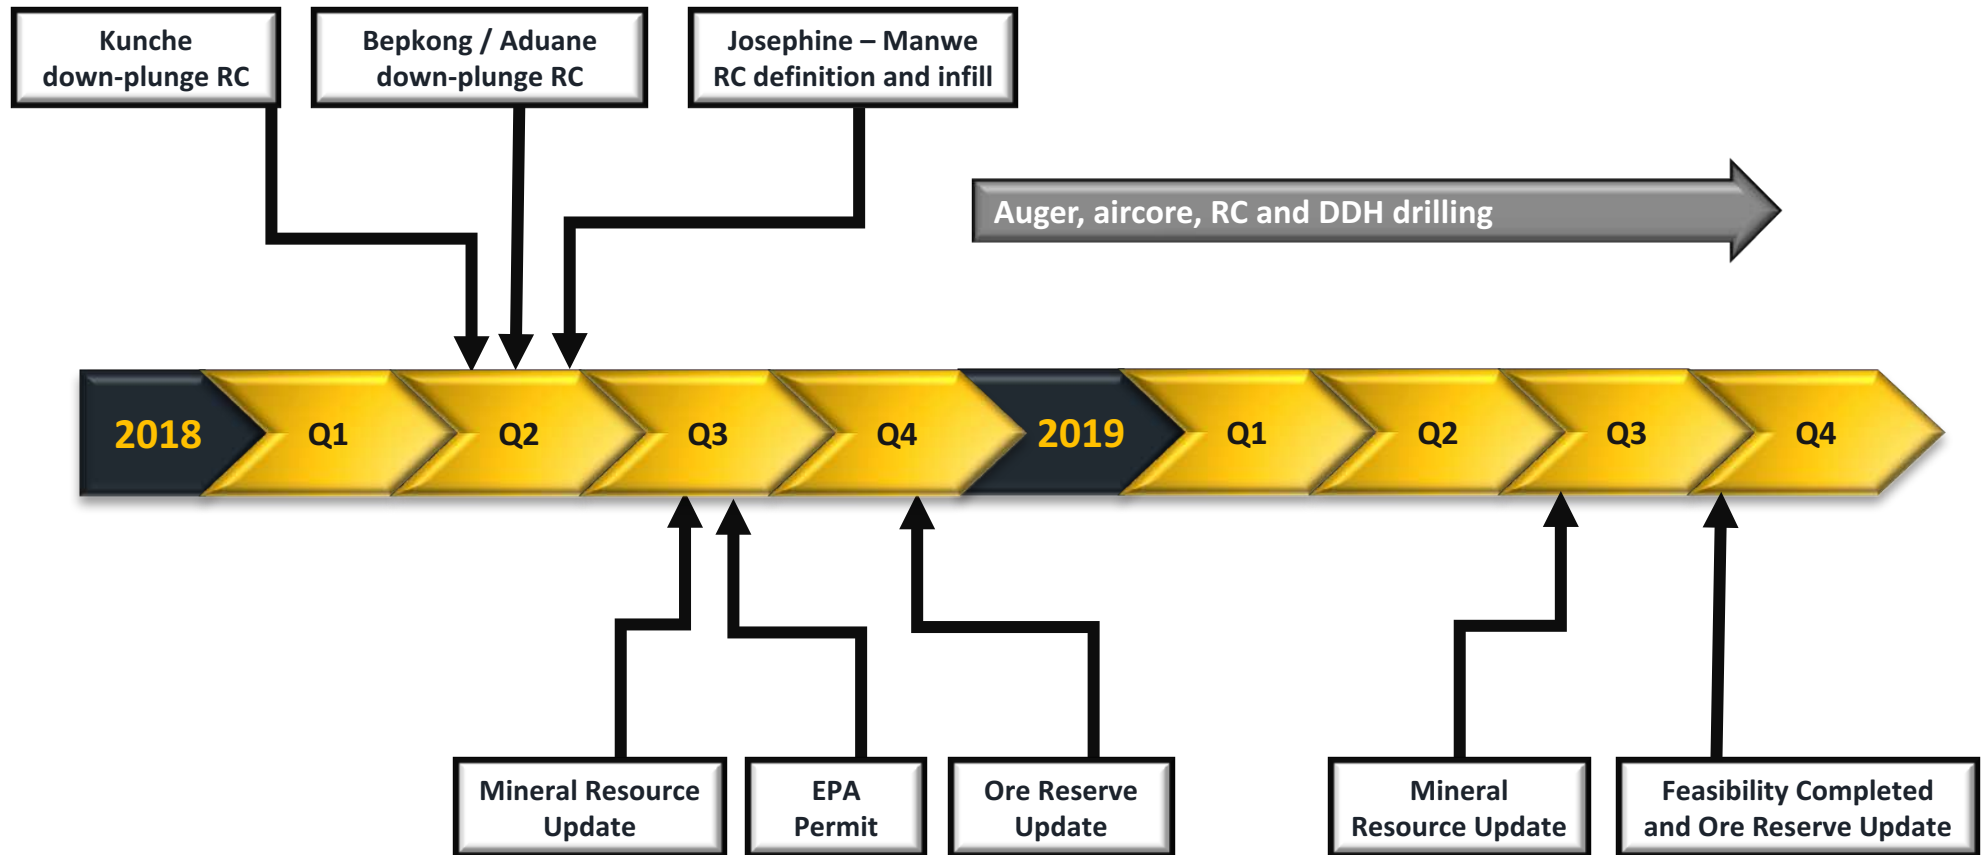 Kunche
down-plunge RC
Bepkong / Aduane
down-plunge RC
Josephine – Manwe
RC definition and infill
Auger, aircore, RC and DDH drilling
2018
Q1
Q2
Q3
Q4
2019
Q1
Q2
Q3
Q4
Mineral Resource
Update
EPA
Permit
Ore Reserve
Update
Mineral
Resource Update
Feasibility Completed
and Ore Reserve Update